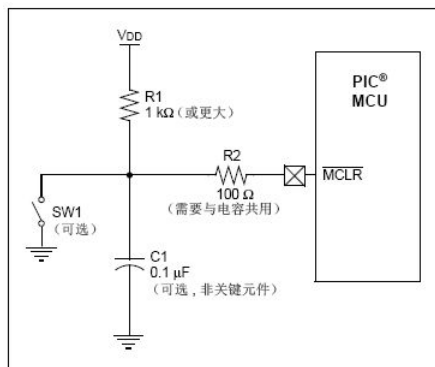 VDD
R1
1 kΩ (或更大)
PIC®
MCU
R2
100 Ω
(需要与电容共用)
MCLR
SW1
(可选)
C1
0.1 μF
(可选,非关键元件)